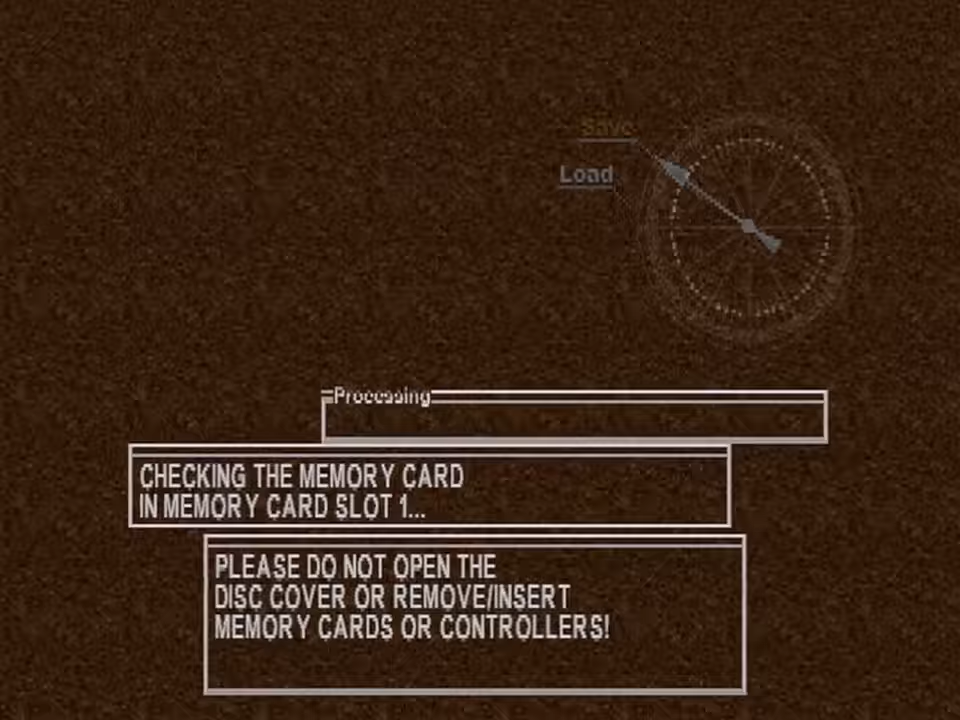 Save
Load
Processing
CHECKING THE MEMORY CARD
IN MEMORY CARD SLOT 1...
PLEASE DO NOT OPEN THE
DISC COVER OR REMOVE/INSERT
MEMORY CARDS OR CONTROLLERS!